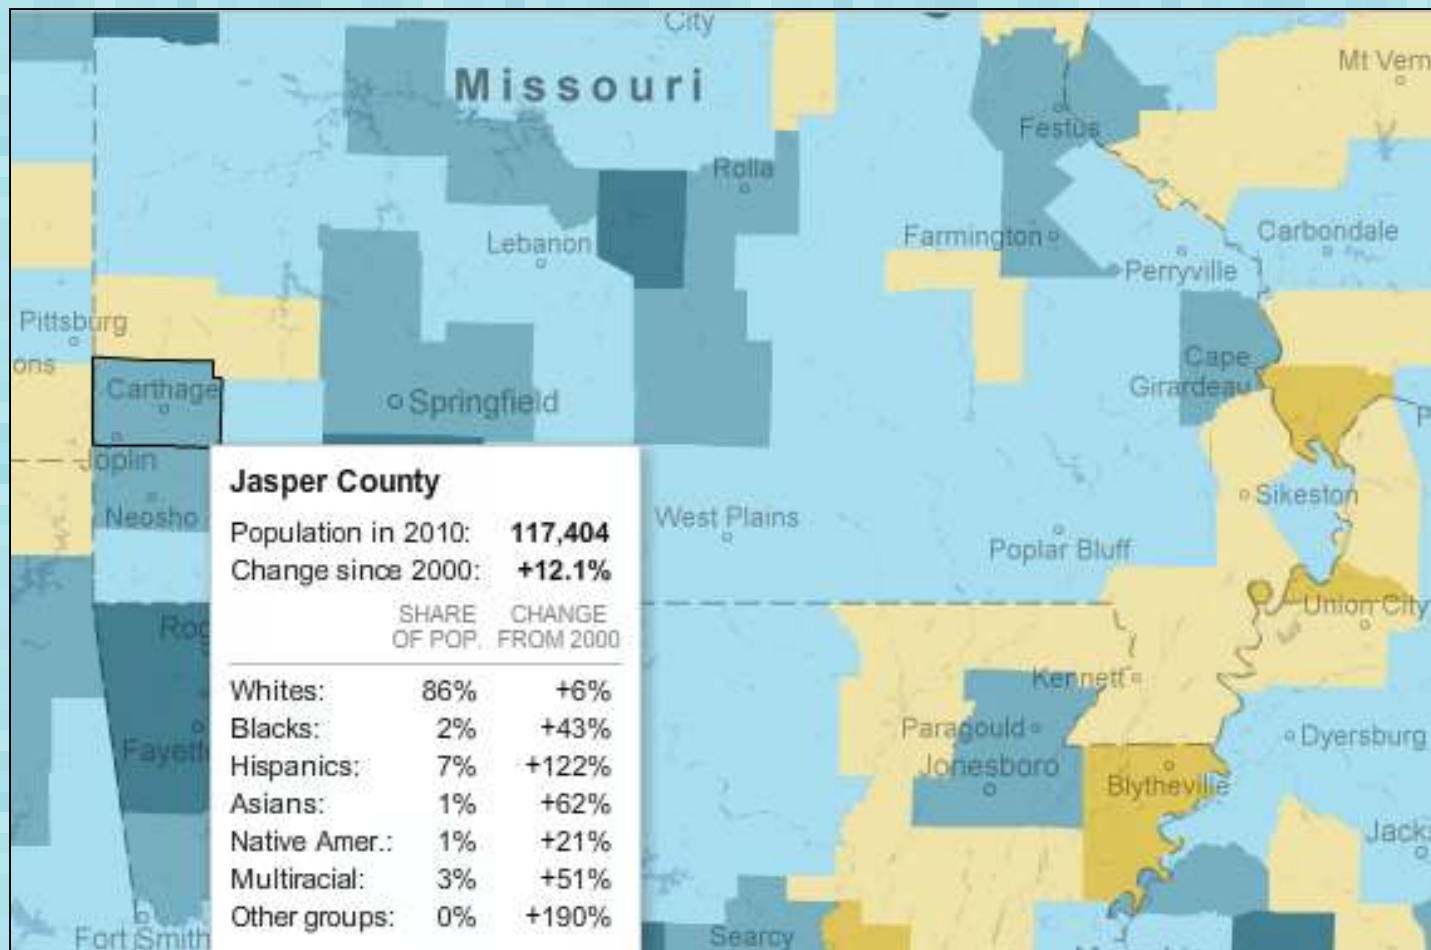 City
Missouri
Mt Vern
Festus
Rolla
Farmington
Lebanon
Carbondale
Perryville
Pittsburg
ons
Cape
Girardeau
Carthage
Springfield
P
Joplin
Sikeston
Neosho
West Plains
Poplar Bluff
Union City
Rog
Kennett
Paragould
Dyersburg
Fayett
Jonesboro
Blytheville
Jacks
Fort Smith
Searcy
Jasper County
Population in 2010: 117,404
Change since 2000: +12.1%
SHARE OF POP. CHANGE FROM 2000
Whites: 86% +6%
Blacks: 2% +43%
Hispanics: 7% +122%
Asians: 1% +62%
Native Amer.: 1% +21%
Multiracial: 3% +51%
Other groups: 0% +190%